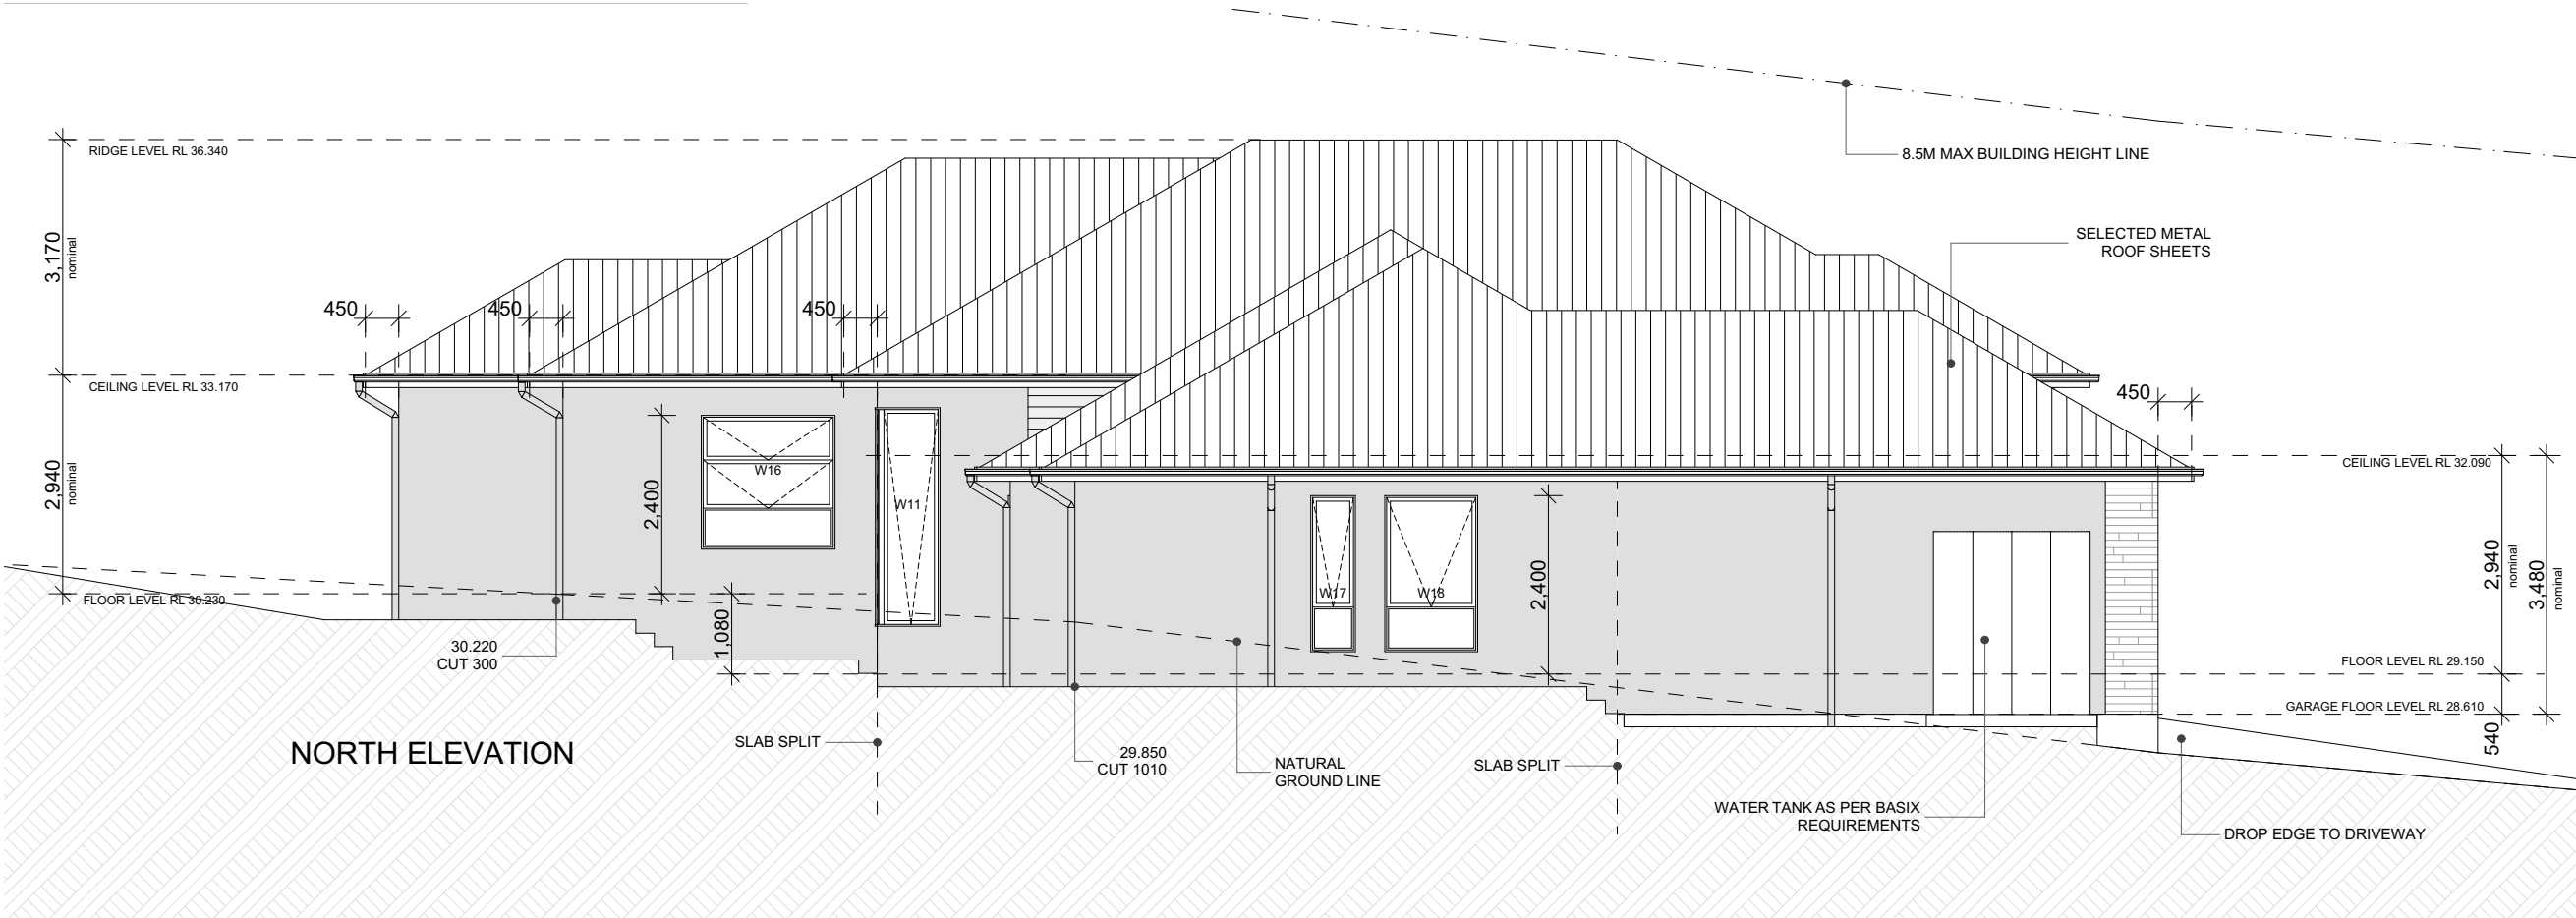 8.5M MAX BUILDING HEIGHT LINE
RIDGE LEVEL RL 36.340
SELECTED METAL
ROOF SHEETS
3,170
nominal
450
450
450
450
CEILING LEVEL RL 33.170
CEILING LEVEL RL 32.090
2,940
nominal
2,400
W16
W11
W17
W18
2,400
2,940
nominal
3,480
nominal
FLOOR LEVEL RL 30.230
1,080
30.220
CUT 300
FLOOR LEVEL RL 29.150
GARAGE FLOOR LEVEL RL 28.610
540
NORTH ELEVATION
SLAB SPLIT
29.850
CUT 1010
NATURAL
GROUND LINE
SLAB SPLIT
WATER TANK AS PER BASIX
REQUIREMENTS
DROP EDGE TO DRIVEWAY